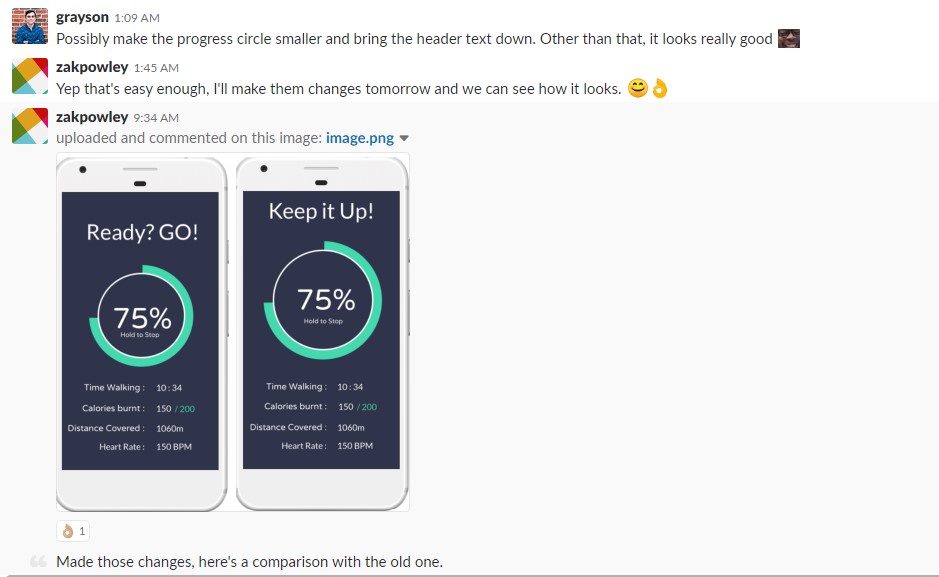 grayson 1:09 AM
Possibly make the progress circle smaller and bring the header text down. Other than that, it looks really good
zakpowley 1:45 AM
Yep that's easy enough, I'll make them changes tomorrow and we can see how it looks.
zakpowley 9:34 AM
uploaded and commented on this image: image.png
Ready? GO!
75%
Hold to Stop
Time Walking : 10 : 34
Calories burnt : 150 / 200
Distance Covered : 1060m
Heart Rate : 150 BPM
Keep it Up!
75%
Hold to Stop
Time Walking : 10 : 34
Calories burnt : 150 / 200
Distance Covered : 1060m
Heart Rate : 150 BPM
1
Made those changes, here's a comparison with the old one.